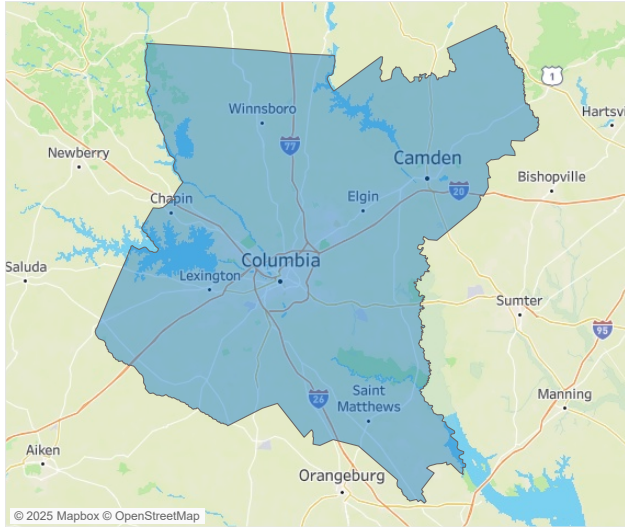 1
Hartsv
Winnsboro
77
Newberry
Camden
20
Bishopville
Elgin
Chapin
Columbia
Saluda
Lexington
Sumter
95
26
Saint
Matthews
Manning
Aiken
Orangeburg
© 2025 Mapbox © OpenStreetMap